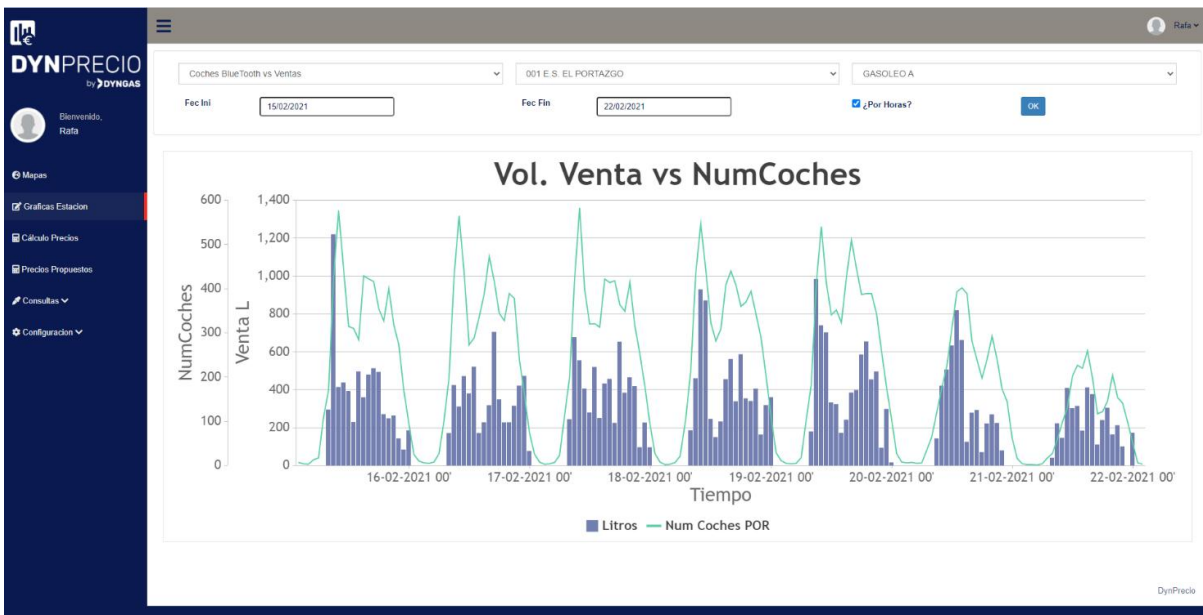 DYNPRECIO
by DYNGAS
Bienvenido,
Rafa
Mapas
Graficas Estacion
Cálculo Precios
Precios Propuestos
Consultas
Configuracion
Rafa
Coches BlueTooth vs Ventas
001 E.S. EL PORTAZGO
GASOLEO A
Fec Ini
15/02/2021
Fec Fin
22/02/2021
¿Por Horas?
OK
Vol. Venta vs NumCoches
NumCoches
600
500
400
300
200
100
0
Venta L
1,400
1,200
1,000
800
600
400
200
0
16-02-2021 00'
17-02-2021 00'
18-02-2021 00'
19-02-2021 00'
20-02-2021 00'
21-02-2021 00'
22-02-2021 00'
Tiempo
Litros
Num Coches POR
DynPrecio